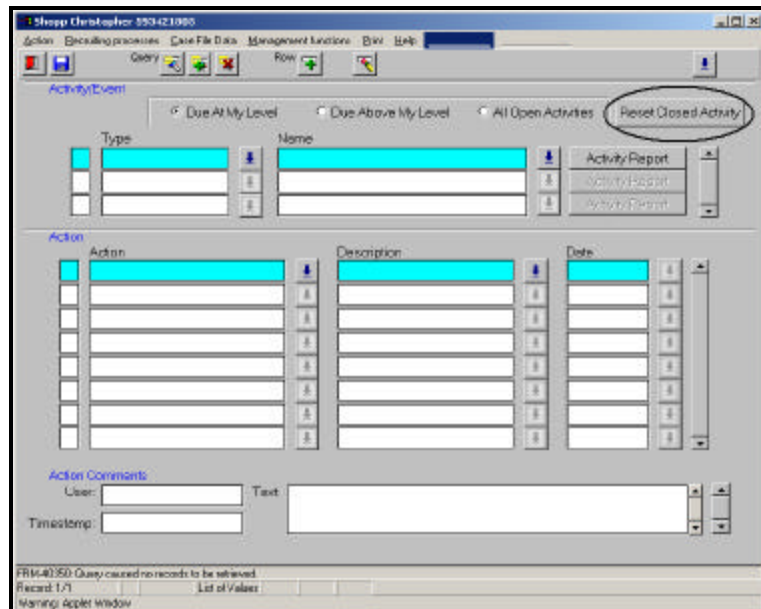 Shopp Christopher 593421808
Action Recruiting processes Case File Data Management functions Print Help
Query Row
Activity/Event
Due At My Level Due Above My Level All Open Activities Reset Closed Activity
Type Name
Activity Report
Activity Report
Activity Report
Action
Action Description Date
Action Comments
User: Text
Timestamp:
FRM-40350: Query caused no records to be retrieved.
Record: 1/1 List of Values
Warning: Applet Window